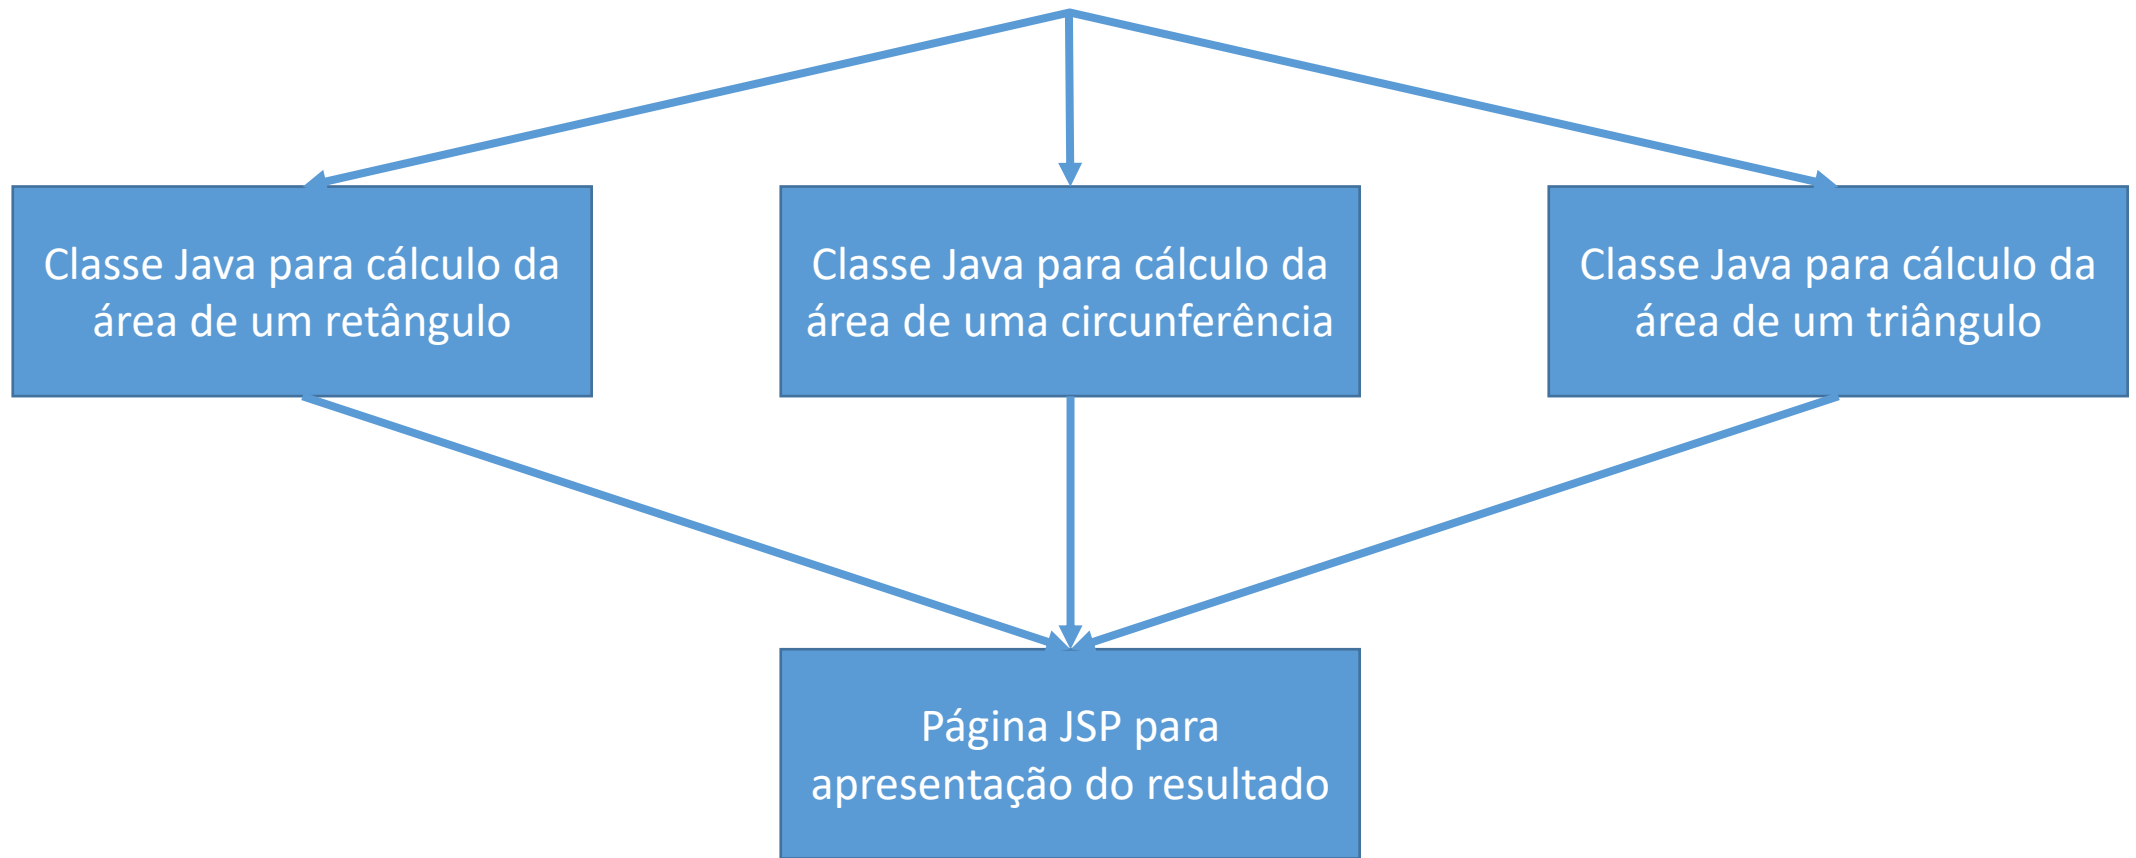 Classe Java para cálculo da
área de um retângulo
Classe Java para cálculo da
área de uma circunferência
Classe Java para cálculo da
área de um triângulo
Página JSP para
apresentação do resultado